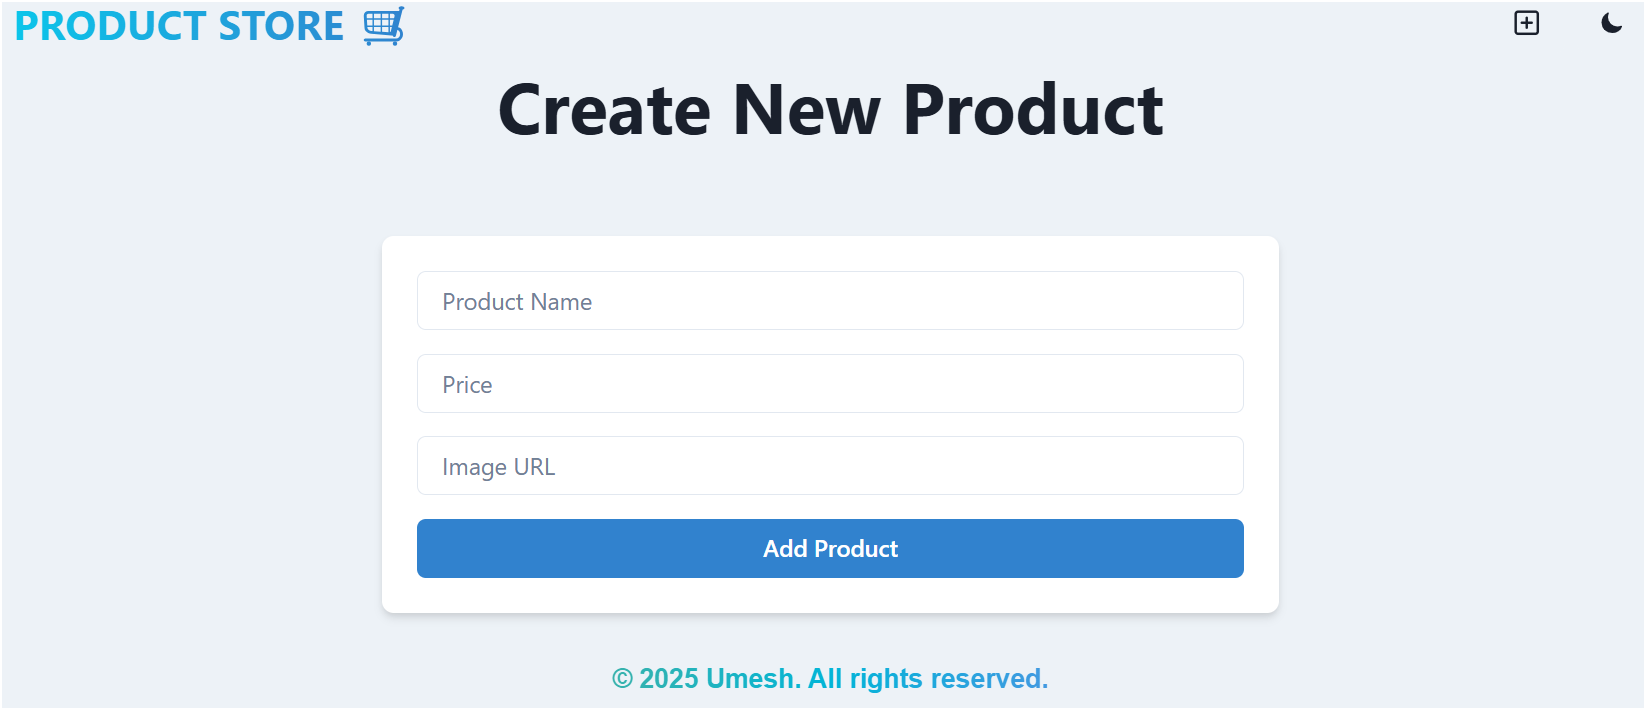 PRODUCT STORE
Create New Product
Product Name
Price
Image URL
Add Product
© 2025 Umesh. All rights reserved.